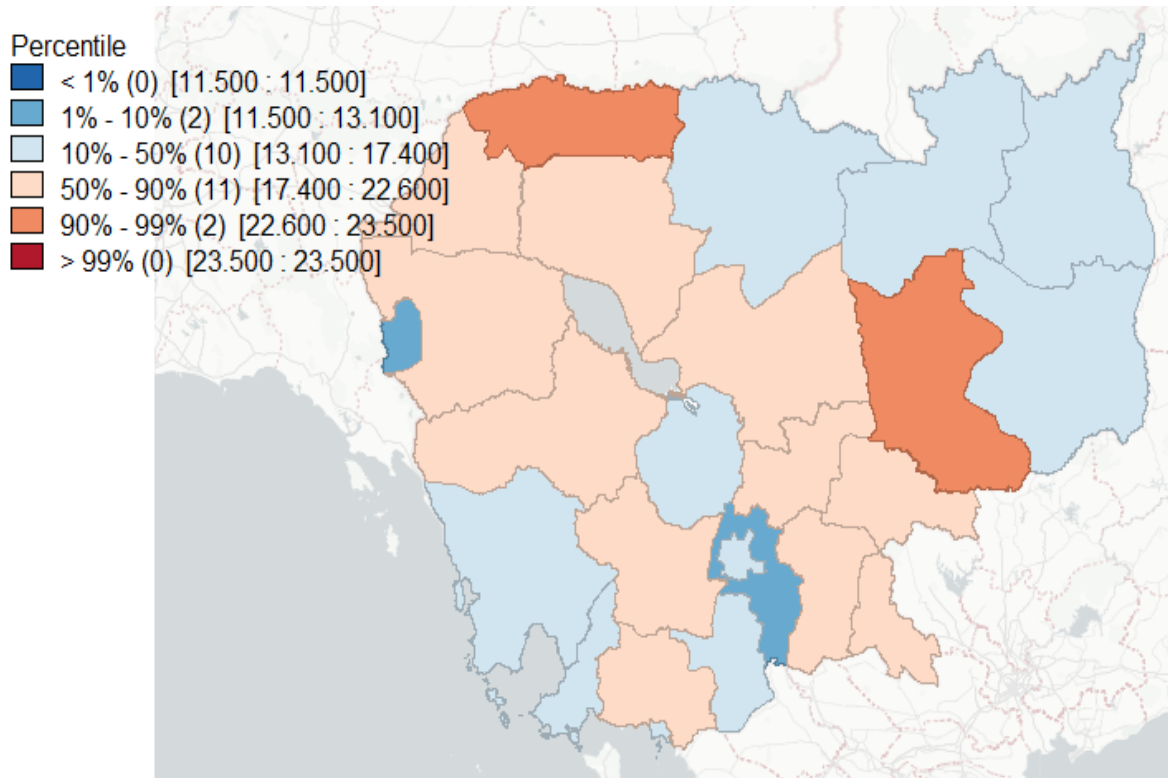 Percentile
< 1% (0) [11.500 : 11.500]
1% - 10% (2) [11.500 : 13.100]
10% - 50% (10) [13.100 : 17.400]
50% - 90% (11) [17.400 : 22.600]
90% - 99% (2) [22.600 : 23.500]
> 99% (0) [23.500 : 23.500]